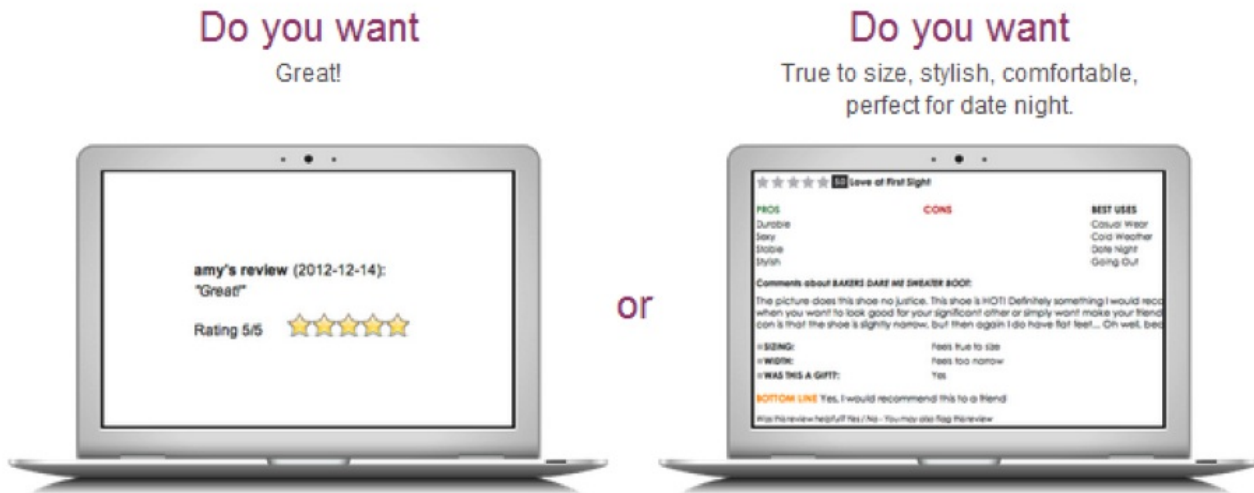 Do you want
Great!
amy's review (2012-12-14):
"Great!"
Rating 5/5
or
Do you want
True to size, stylish, comfortable,
perfect for date night.
5.0 Love at First Sight
PROS CONS BEST USES
Durable Casual Wear
Sexy Cold Weather
Stable Date Night
Stylish Going Out
Comments about BAKERS DARE ME SWEATER BOOT:
The picture does this shoe no justice. This shoe is HOT! Definitely something I would reco
when you want to look good for your significant other or simply want make your friend
con is that the shoe is slightly narrow, but then again I do have flat feet... Oh well, bec
SIZING: Feels true to size
WIDTH: Feels too narrow
WAS THIS A GIFT?: Yes
BOTTOM LINE Yes, I would recommend this to a friend
Was this review helpful? Yes / No - You may also flag this review